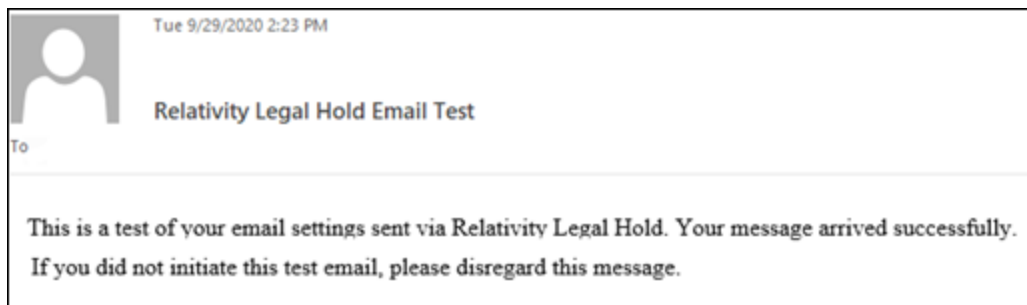 Tue 9/29/2020 2:23 PM
Relativity Legal Hold Email Test
To
This is a test of your email settings sent via Relativity Legal Hold. Your message arrived successfully.
If you did not initiate this test email, please disregard this message.